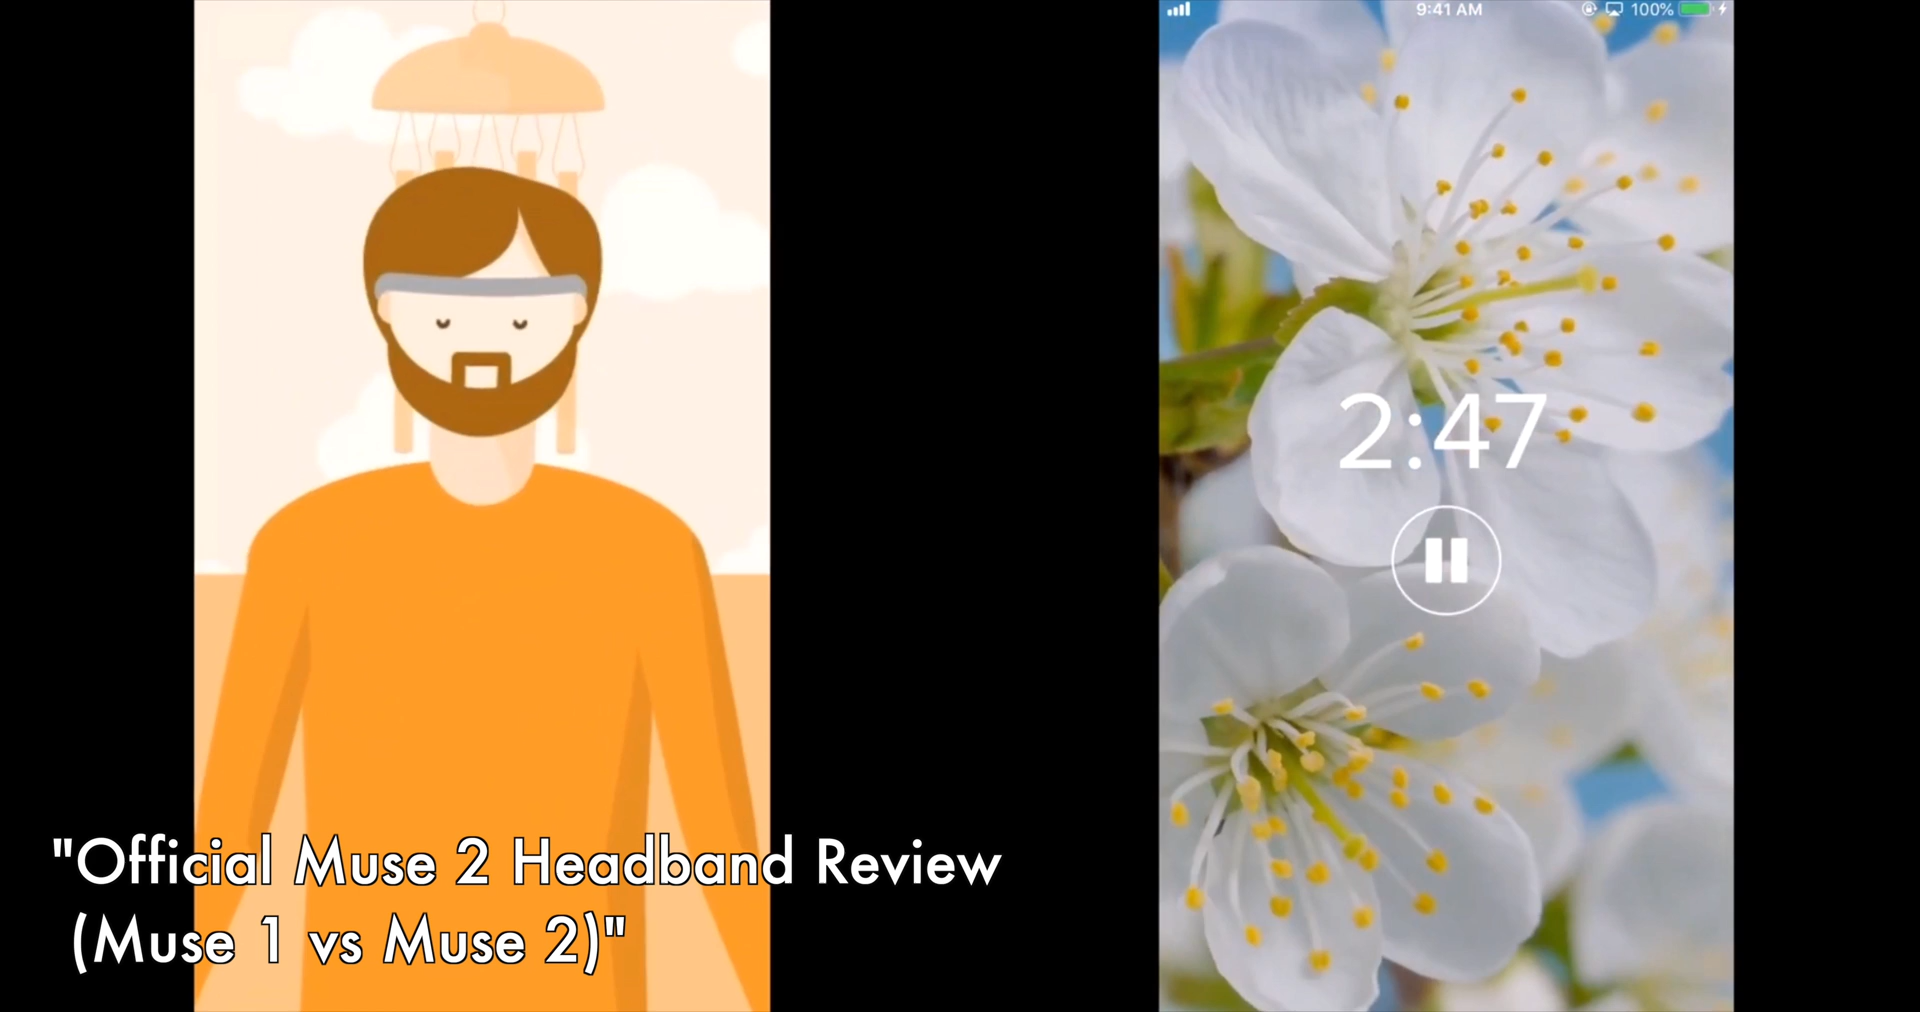 9:41 AM
100%
2:47
"Official Muse 2 Headband Review
(Muse 1 vs Muse 2)"